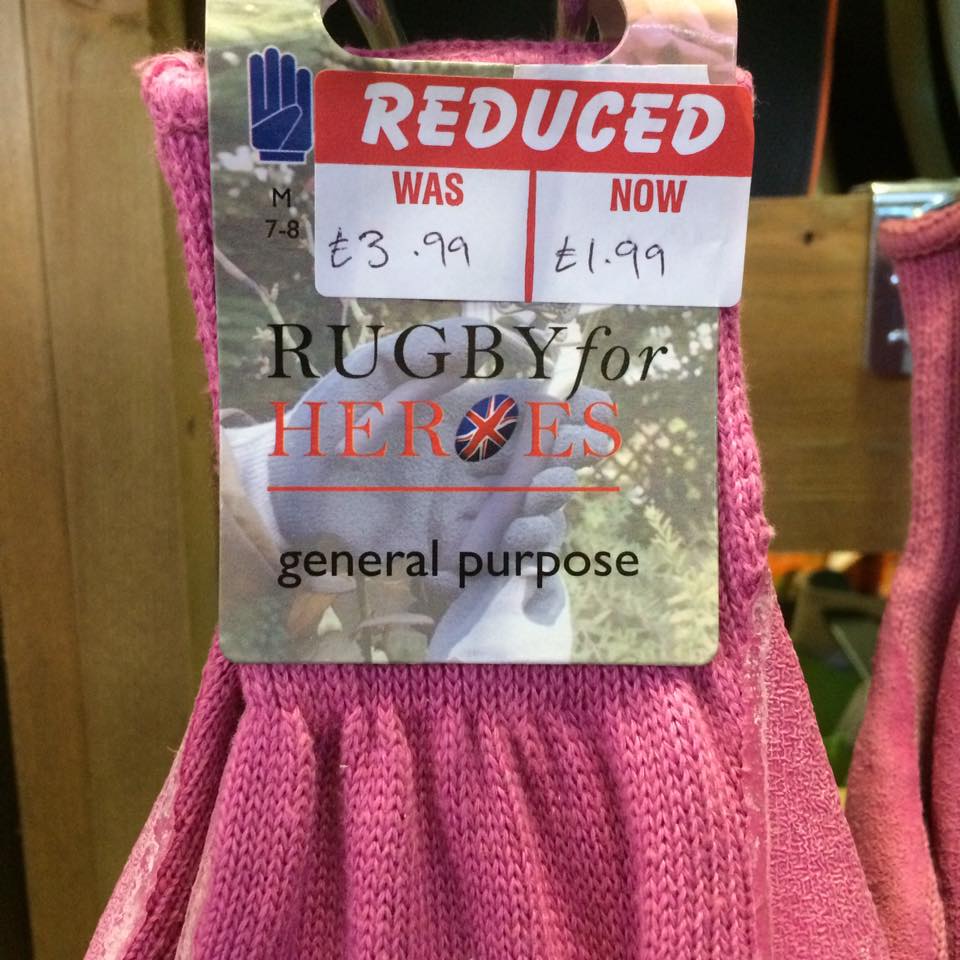 REDUCED
WAS NOW
£3.99 £1.99
M
7-8
RUGBY for
HEROES
general purpose